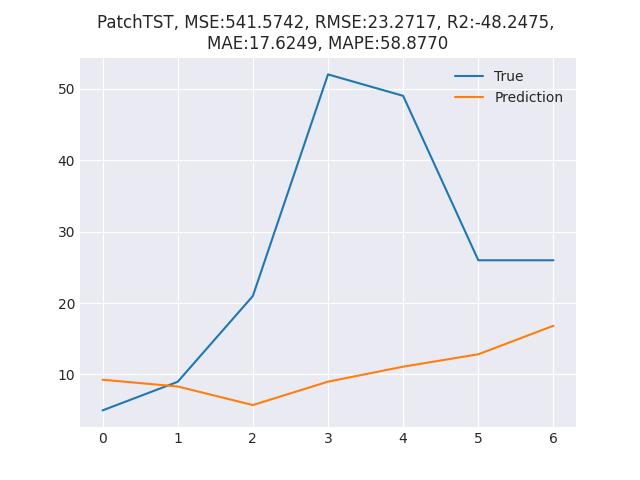 PatchTST, MSE:541.5742, RMSE:23.2717, R2:-48.2475,
MAE:17.6249, MAPE:58.8770
True
Prediction
50
40
30
20
10
0 1 2 3 4 5 6